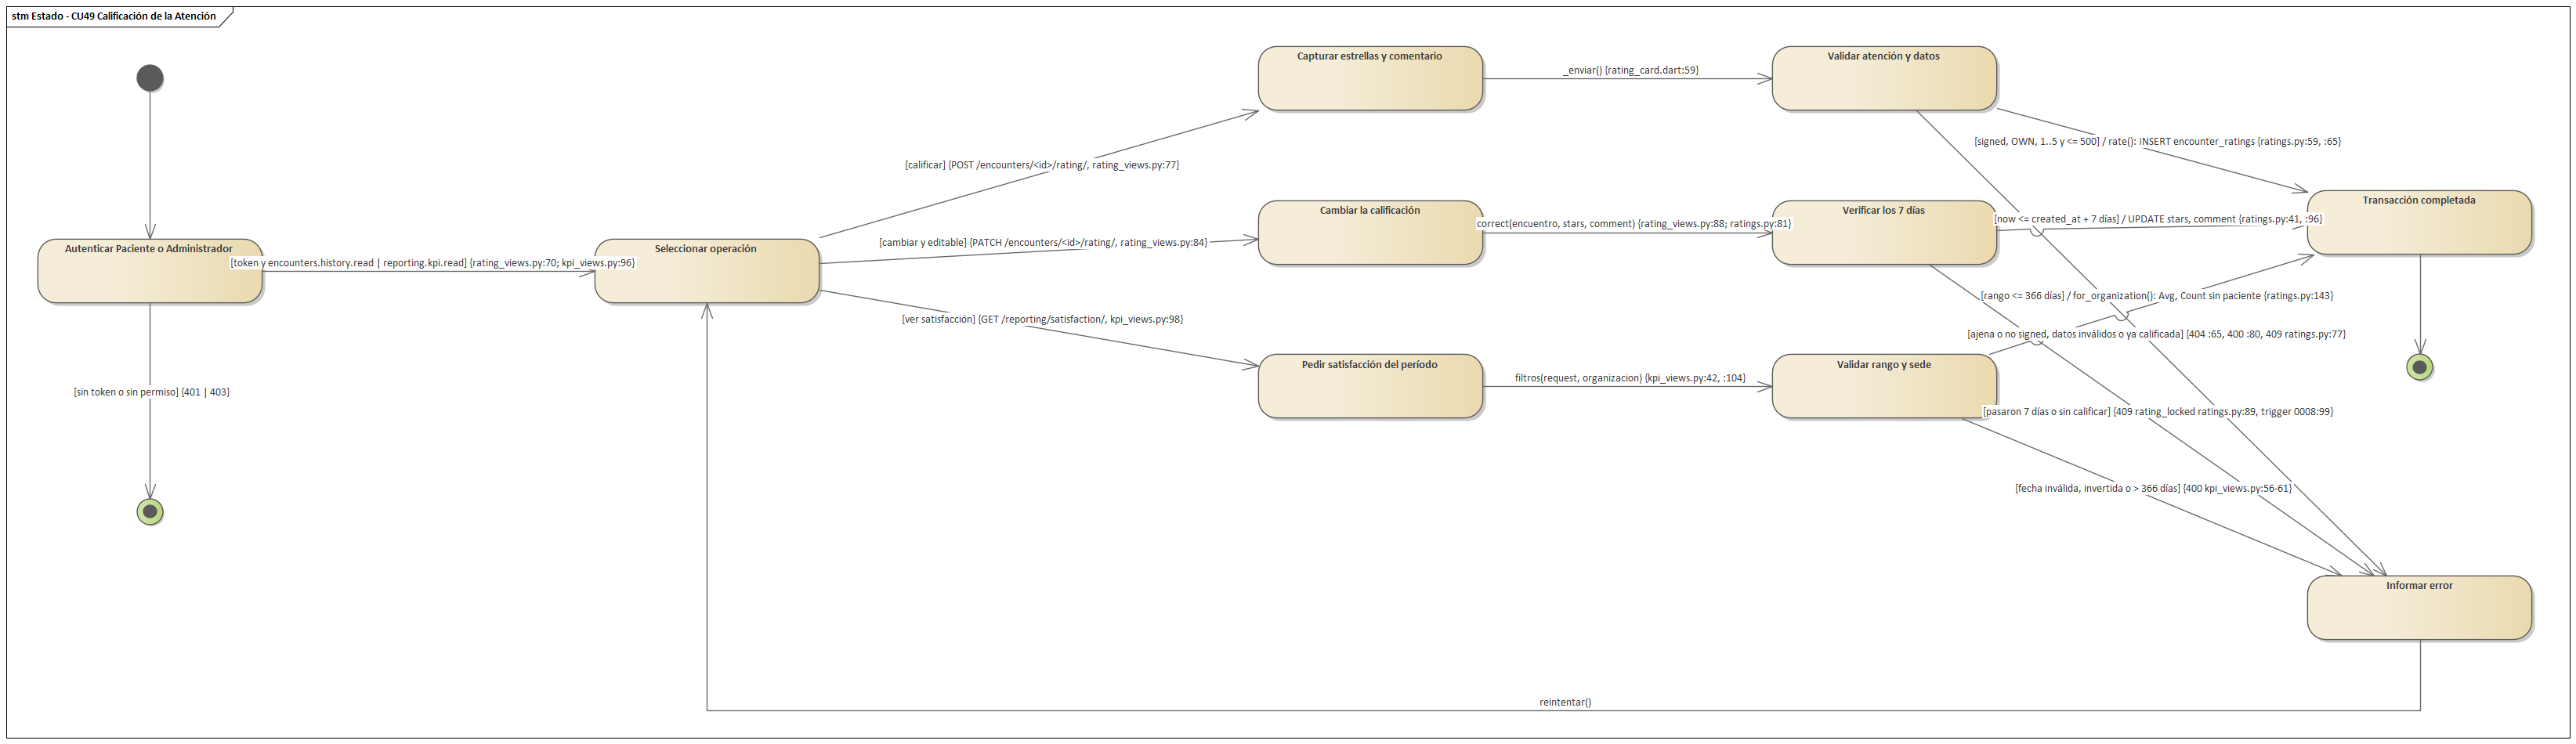 stm Estado - CU49 Calificación de la Atención
Capturar estrellas y comentario
_enviar() {rating_card.dart:59}
Validar atención y datos
[signed, OWN, 1..5 y <= 500] / rate(): INSERT encounter_ratings {ratings.py:59, :65}
[calificar] {POST /encounters/<id>/rating/, rating_views.py:77}
Transacción completada
Cambiar la calificación
correct(encuentro, stars, comment) {rating_views.py:88; ratings.py:81}
Verificar los 7 días
[now <= created_at + 7 días] / UPDATE stars, comment {ratings.py:41, :96}
Autenticar Paciente o Administrador
[token y encounters.history.read | reporting.kpi.read] {rating_views.py:70; kpi_views.py:96}
Seleccionar operación
[cambiar y editable] {PATCH /encounters/<id>/rating/, rating_views.py:84}
[rango <= 366 días] / for_organization(): Avg, Count sin paciente {ratings.py:143}
[ver satisfacción] {GET /reporting/satisfaction/, kpi_views.py:98}
[ajena o no signed, datos inválidos o ya calificada] {404 :65, 400 :80, 409 ratings.py:77}
Pedir satisfacción del período
filtros(request, organizacion) {kpi_views.py:42, :104}
Validar rango y sede
[sin token o sin permiso] {401 | 403}
[pasaron 7 días o sin calificar] {409 rating_locked ratings.py:89, trigger 0008:99}
[fecha inválida, invertida o > 366 días] {400 kpi_views.py:56-61}
Informar error
reintentar()